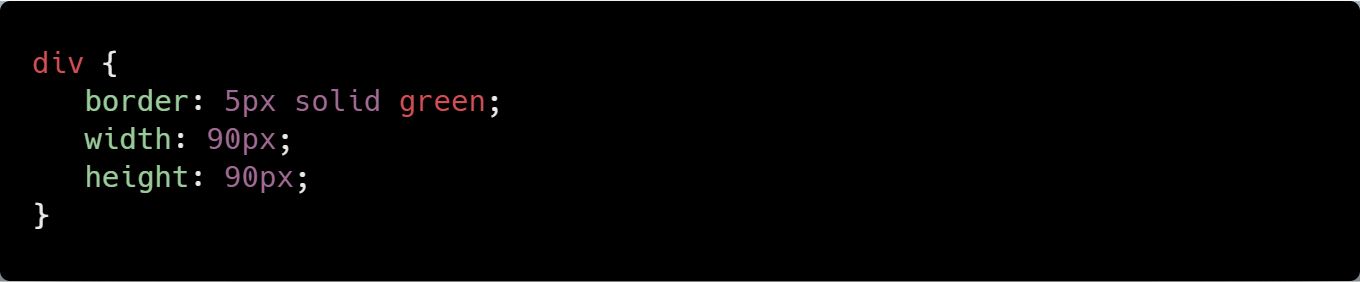 div {
   border: 5px solid green;
   width: 90px;
   height: 90px;
}